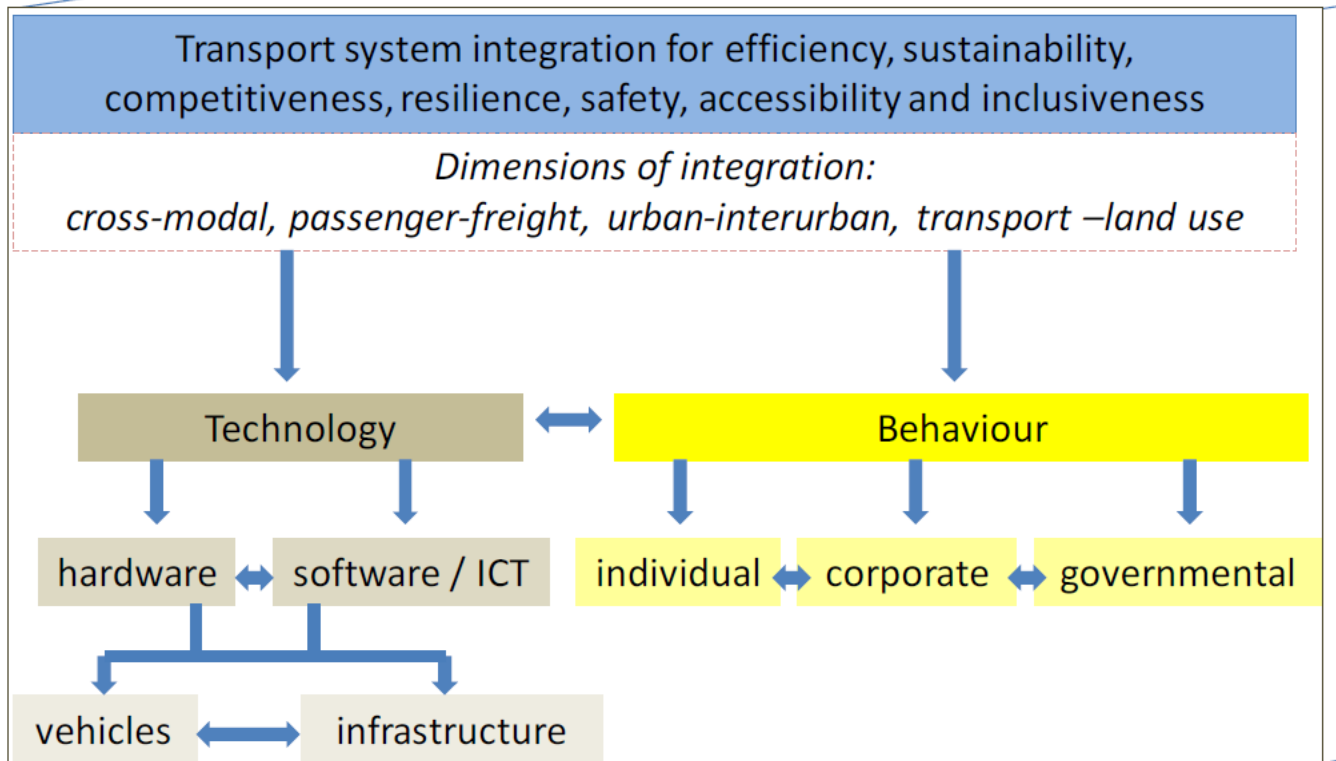 Transport system integration for efficiency, sustainability,
competitiveness, resilience, safety, accessibility and inclusiveness
Dimensions of integration:
cross-modal, passenger-freight, urban-interurban, transport –land use
Technology
Behaviour
hardware
software / ICT
individual
corporate
governmental
vehicles
infrastructure